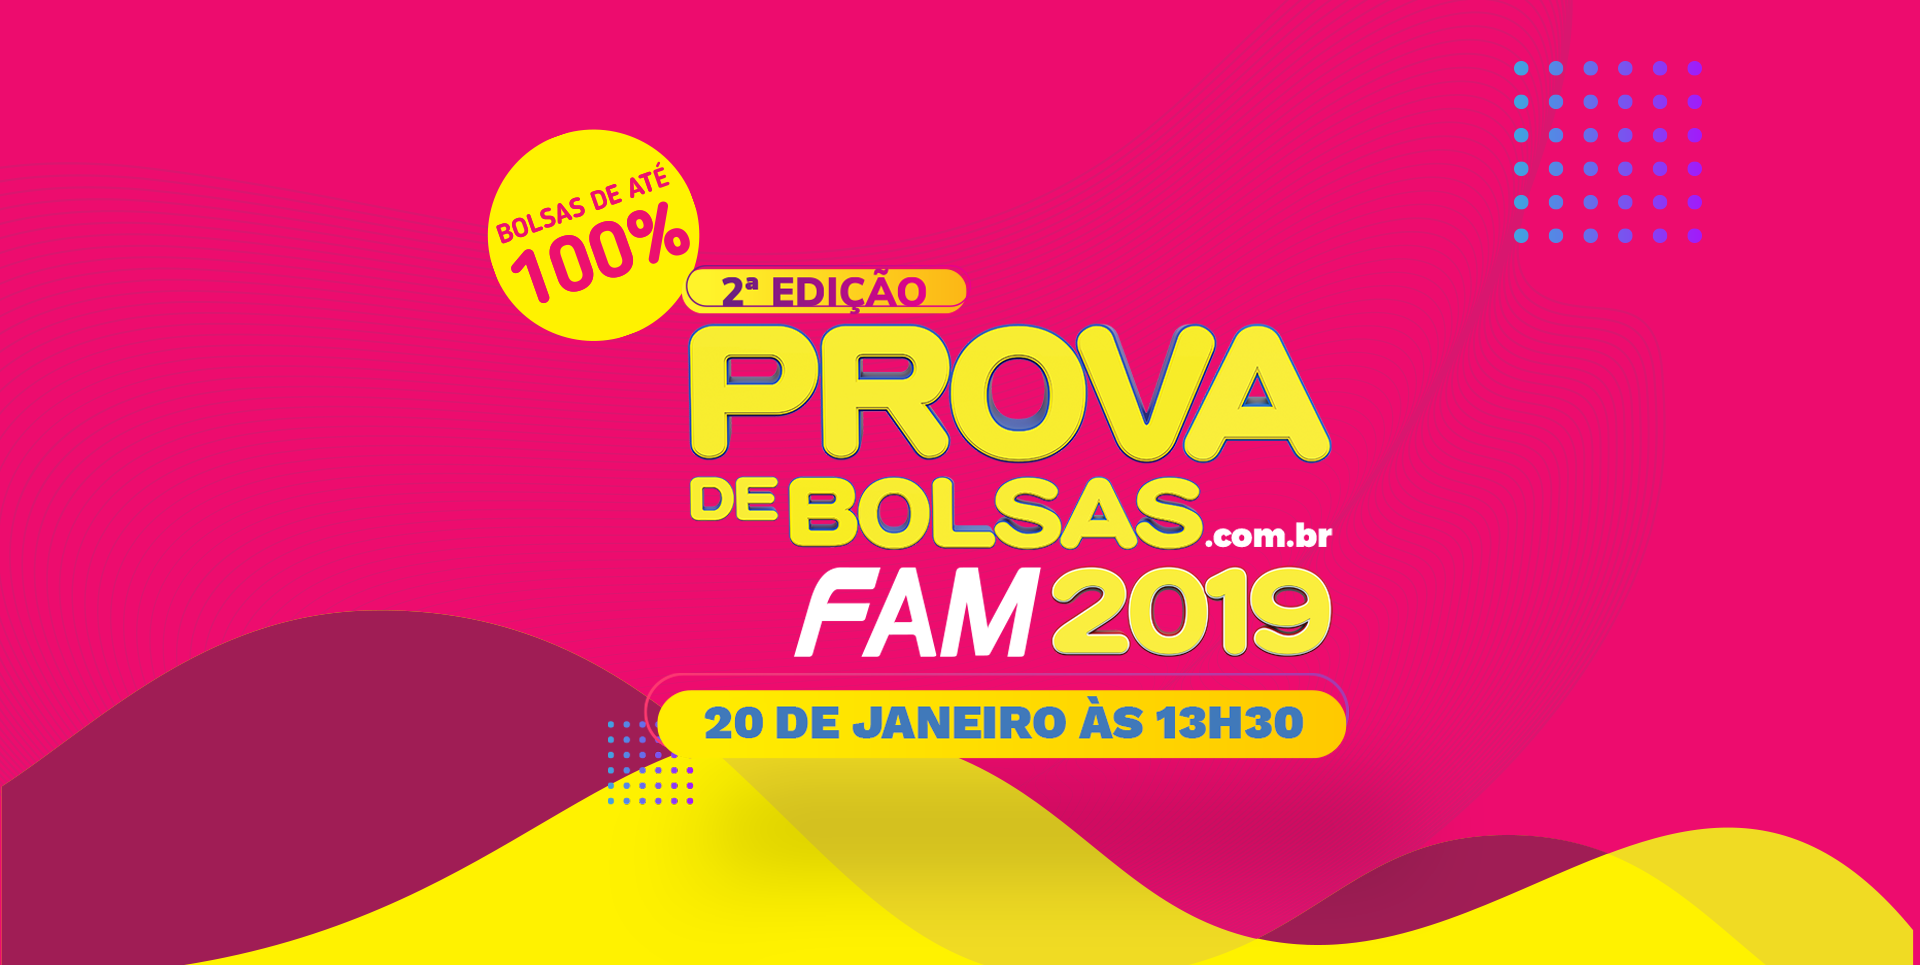 BOLSAS DE ATÉ
100%
2ª EDIÇÃO
PROVA
DE BOLSAS.com.br
FAM 2019
20 DE JANEIRO ÀS 13H30